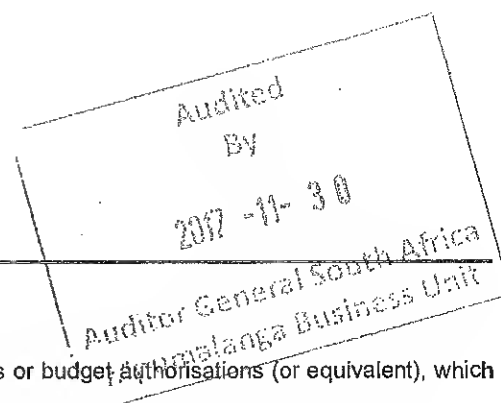 Audited
By
2017 -11- 30
Auditor General South Africa
Mpumalanga Business Unit
s or budget authorisations (or equivalent), which